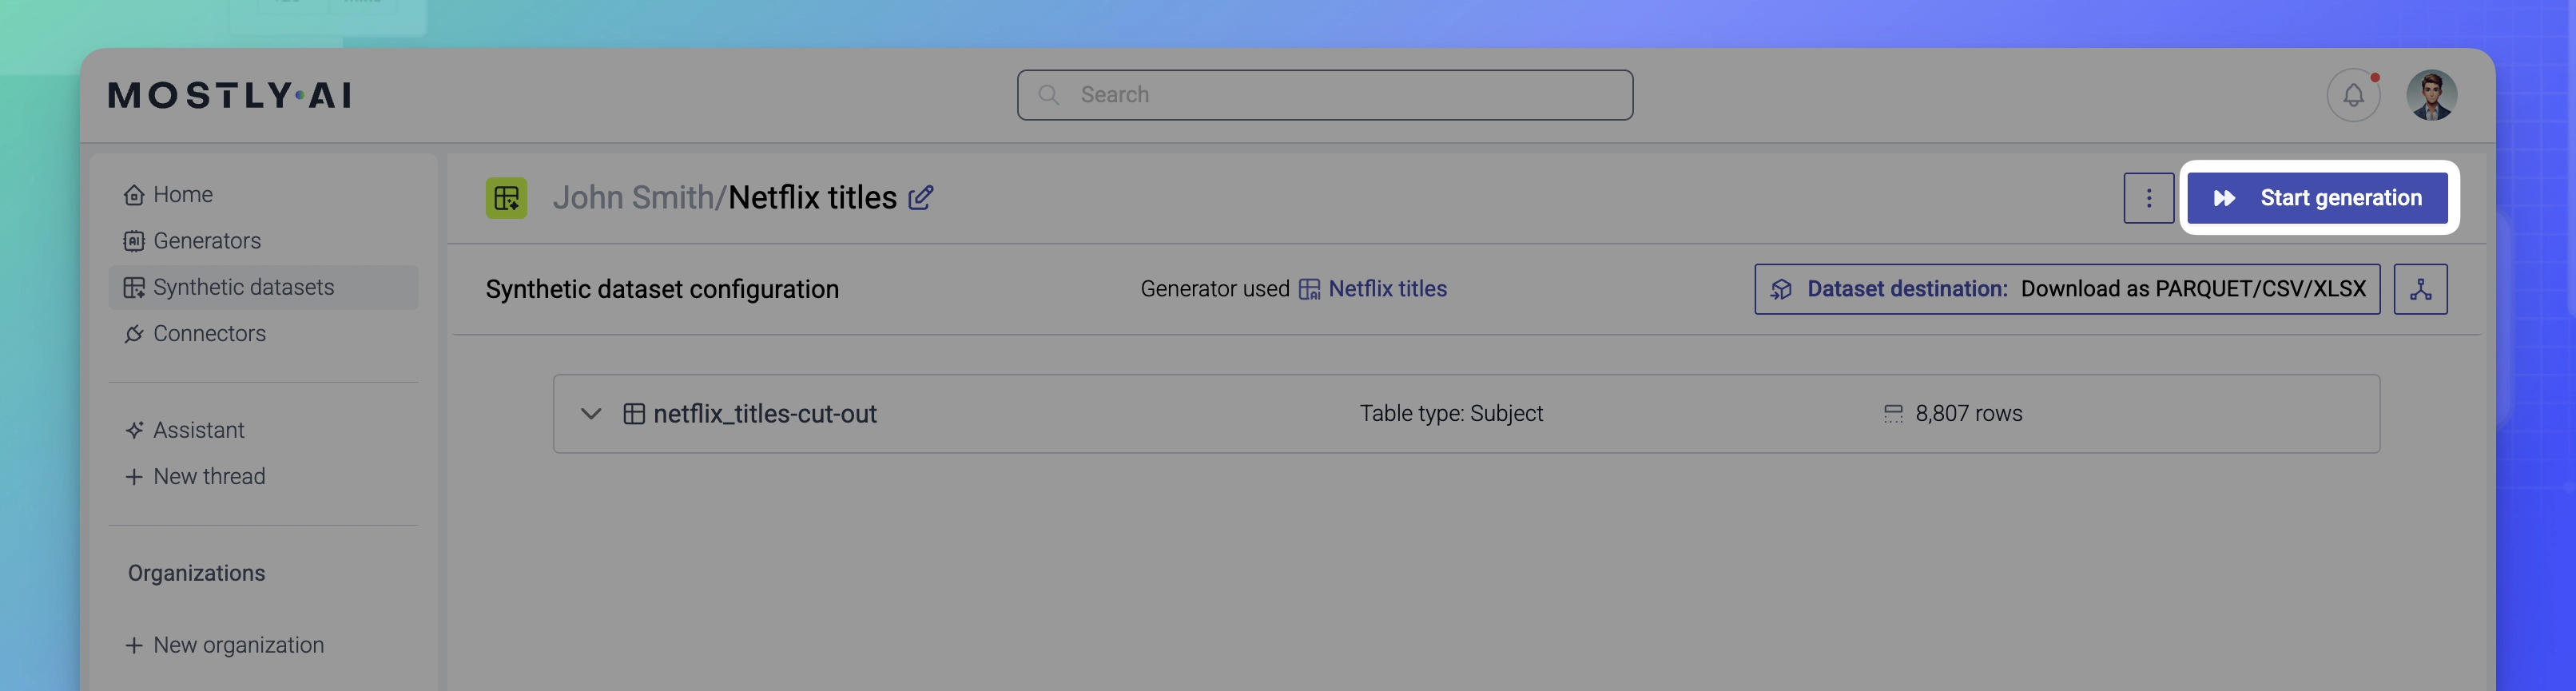 MOSTLY·AI
Search
Home
Generators
Synthetic datasets
Connectors
Assistant
New thread
Organizations
New organization
John Smith/Netflix titles
Start generation
Synthetic dataset configuration
Generator used Netflix titles
Dataset destination: Download as PARQUET/CSV/XLSX
netflix_titles-cut-out
Table type: Subject
8,807 rows